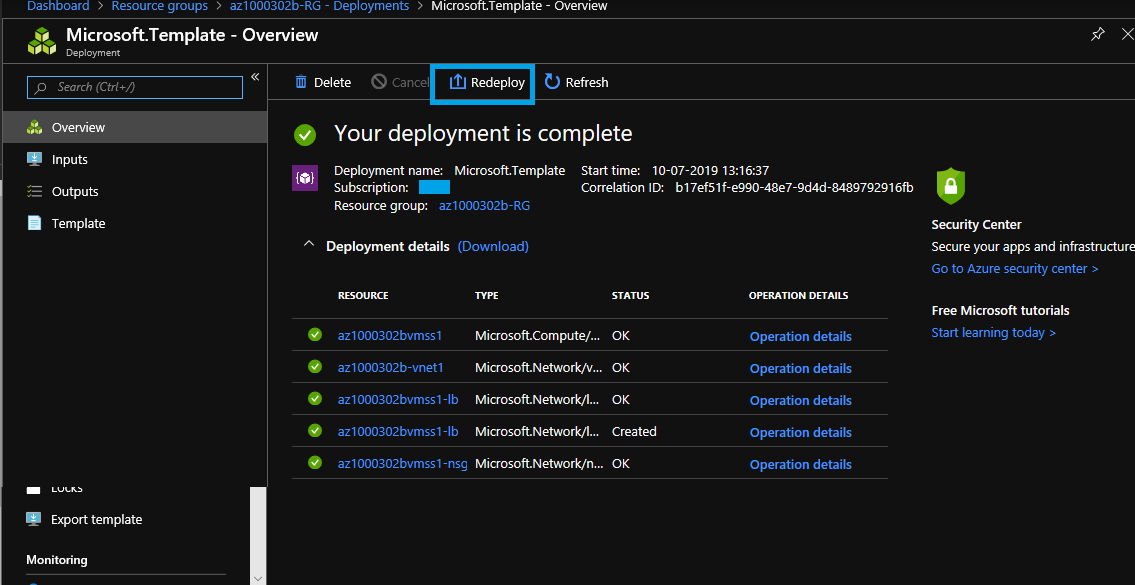 Dashboard > Resource groups > az1000302b-RG - Deployments > Microsoft.Template - Overview
Microsoft.Template - Overview
Deployment
Search (Ctrl+/)
Overview
Inputs
Outputs
Template
Locks
Export template
Monitoring
Delete Cancel Redeploy Refresh
Your deployment is complete
Deployment name: Microsoft.Template Start time: 10-07-2019 13:16:37
Subscription: Correlation ID: b17ef51f-e990-48e7-9d4d-8489792916fb
Resource group: az1000302b-RG
Deployment details (Download)
RESOURCE TYPE STATUS OPERATION DETAILS
az1000302bvmss1 Microsoft.Compute/... OK Operation details
az1000302b-vnet1 Microsoft.Network/v... OK Operation details
az1000302bvmss1-lb Microsoft.Network/l... OK Operation details
az1000302bvmss1-lb Microsoft.Network/l... Created Operation details
az1000302bvmss1-nsg Microsoft.Network/n... OK Operation details
Security Center
Secure your apps and infrastructure
Go to Azure security center >
Free Microsoft tutorials
Start learning today >